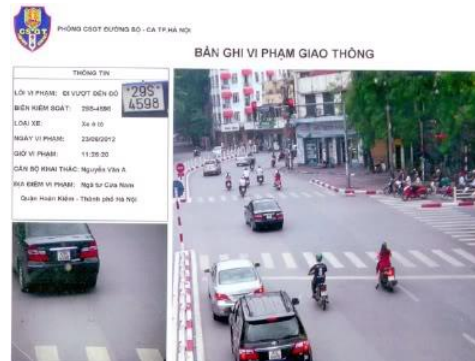 CSGT
PHÒNG CSGT ĐƯỜNG BỘ - CA TP.HÀ NỘI
BẢN GHI VI PHẠM GIAO THÔNG
THÔNG TIN
LỖI VI PHẠM: ĐI VƯỢT ĐÈN ĐỎ
29S
4598
BIỂN KIỂM SOÁT: 29S-4598
LOẠI XE: Xe ô tô
NGÀY VI PHẠM: 23/08/2012
GIỜ VI PHẠM: 11:26:20
CÁN BỘ KHAI THÁC: Nguyễn Văn A
ĐỊA ĐIỂM VI PHẠM: Ngã tư Cửa Nam
Quận Hoàn Kiếm - Thành phố Hà Nội